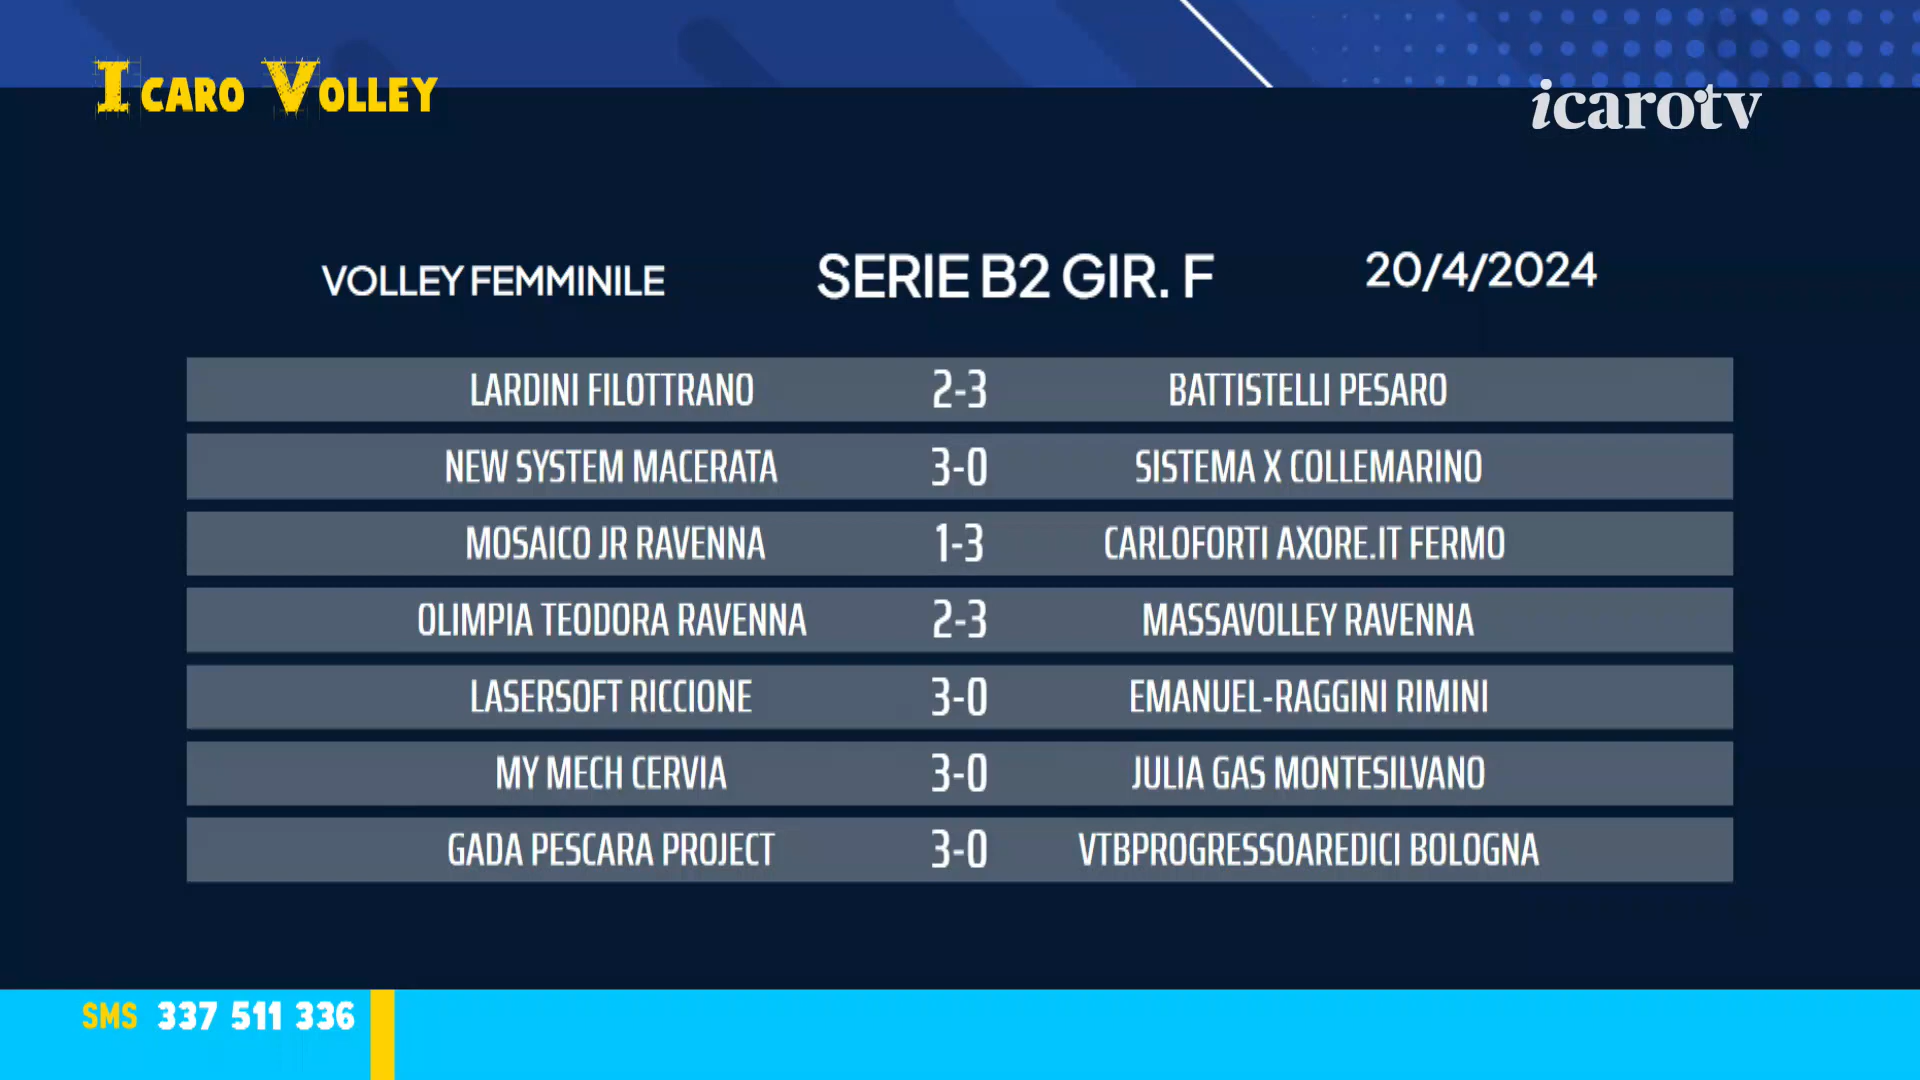 ICARO VOLLEY
icarotv
VOLLEY FEMMINILE SERIE B2 GIR. F 20/4/2024
LARDINI FILOTTRANO 2-3 BATTISTELLI PESARO
NEW SYSTEM MACERATA 3-0 SISTEMA X COLLEMARINO
MOSAICO JR RAVENNA 1-3 CARLOFORTI AXORE.IT FERMO
OLIMPIA TEODORA RAVENNA 2-3 MASSAVOLLEY RAVENNA
LASERSOFT RICCIONE 3-0 EMANUEL-RAGGINI RIMINI
MY MECH CERVIA 3-0 JULIA GAS MONTESILVANO
GADA PESCARA PROJECT 3-0 VTBPROGRESSOAREDICI BOLOGNA
SMS 337 511 336